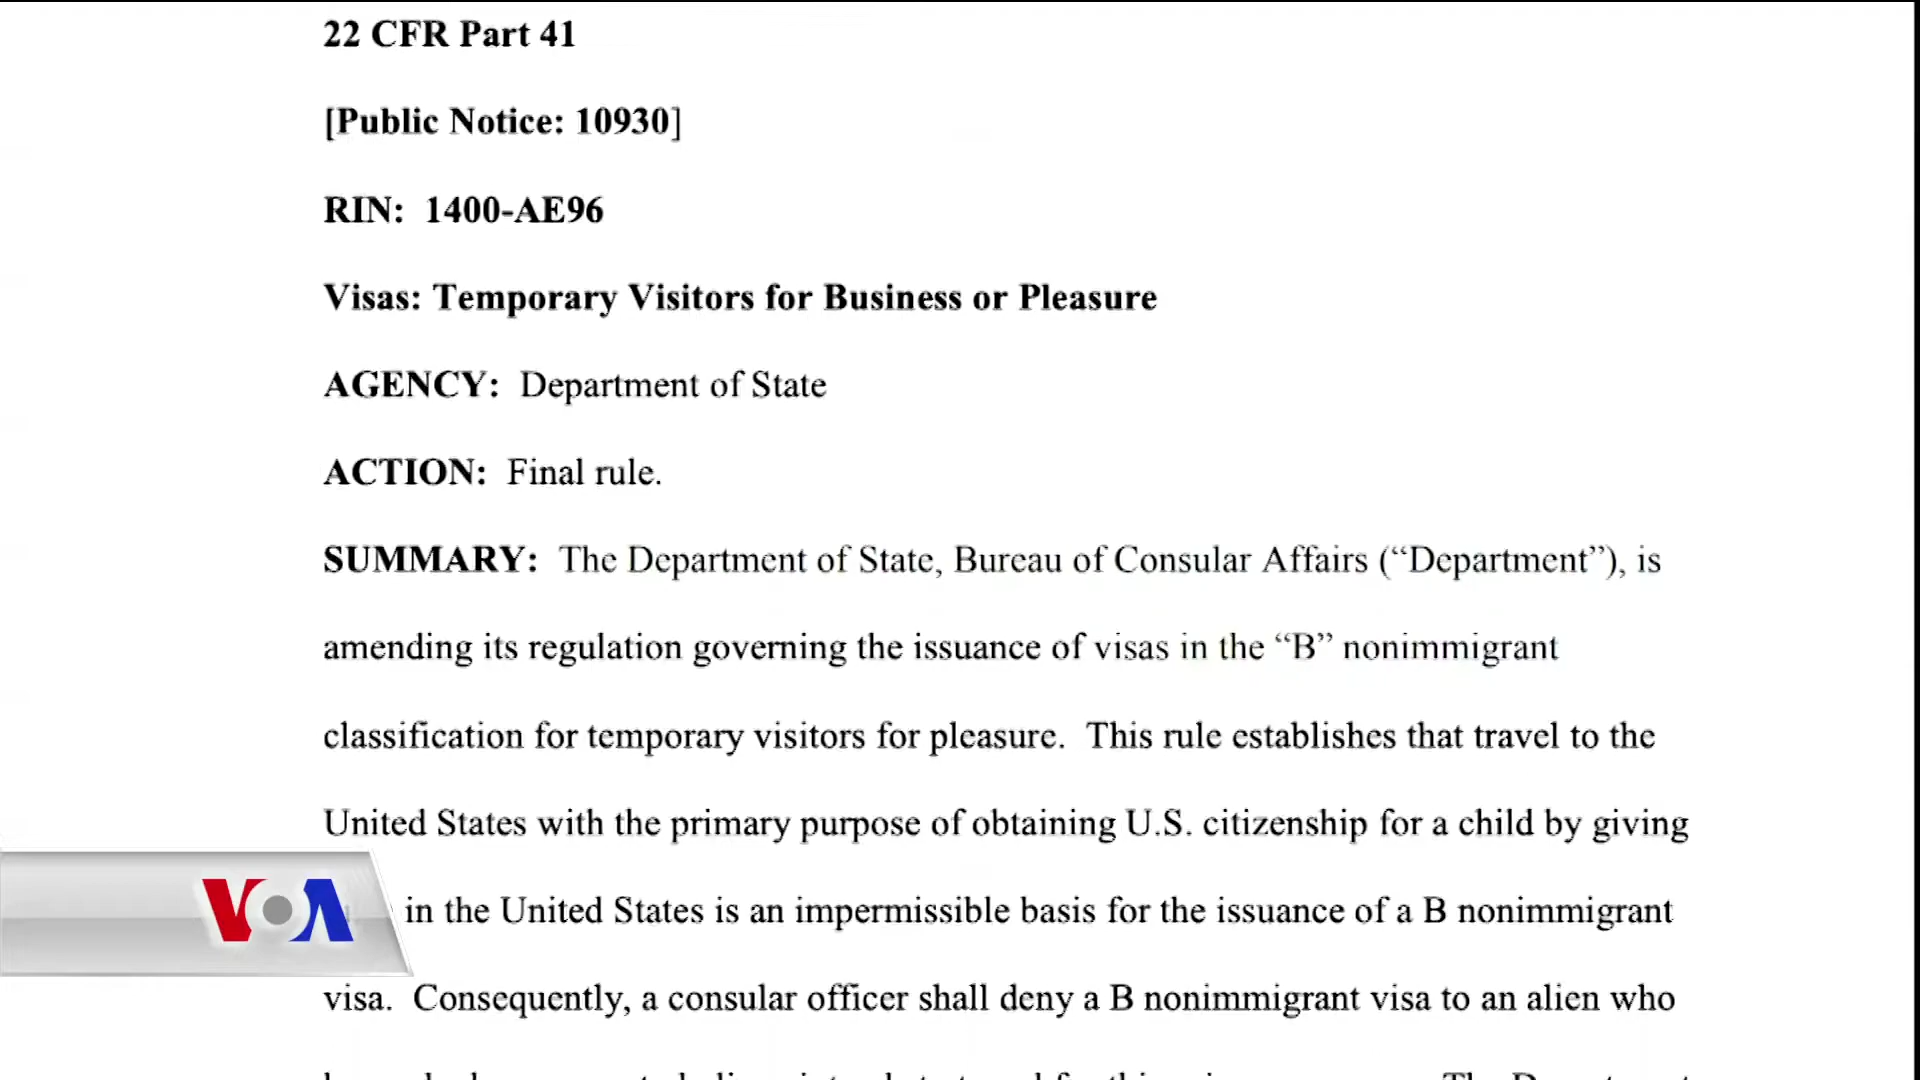 22 CFR Part 41
[Public Notice: 10930]
RIN: 1400-AE96
Visas: Temporary Visitors for Business or Pleasure
AGENCY: Department of State
ACTION: Final rule.
SUMMARY: The Department of State, Bureau of Consular Affairs (“Department”), is
amending its regulation governing the issuance of visas in the “B” nonimmigrant
classification for temporary visitors for pleasure. This rule establishes that travel to the
United States with the primary purpose of obtaining U.S. citizenship for a child by giving
in the United States is an impermissible basis for the issuance of a B nonimmigrant
VOA
visa. Consequently, a consular officer shall deny a B nonimmigrant visa to an alien who